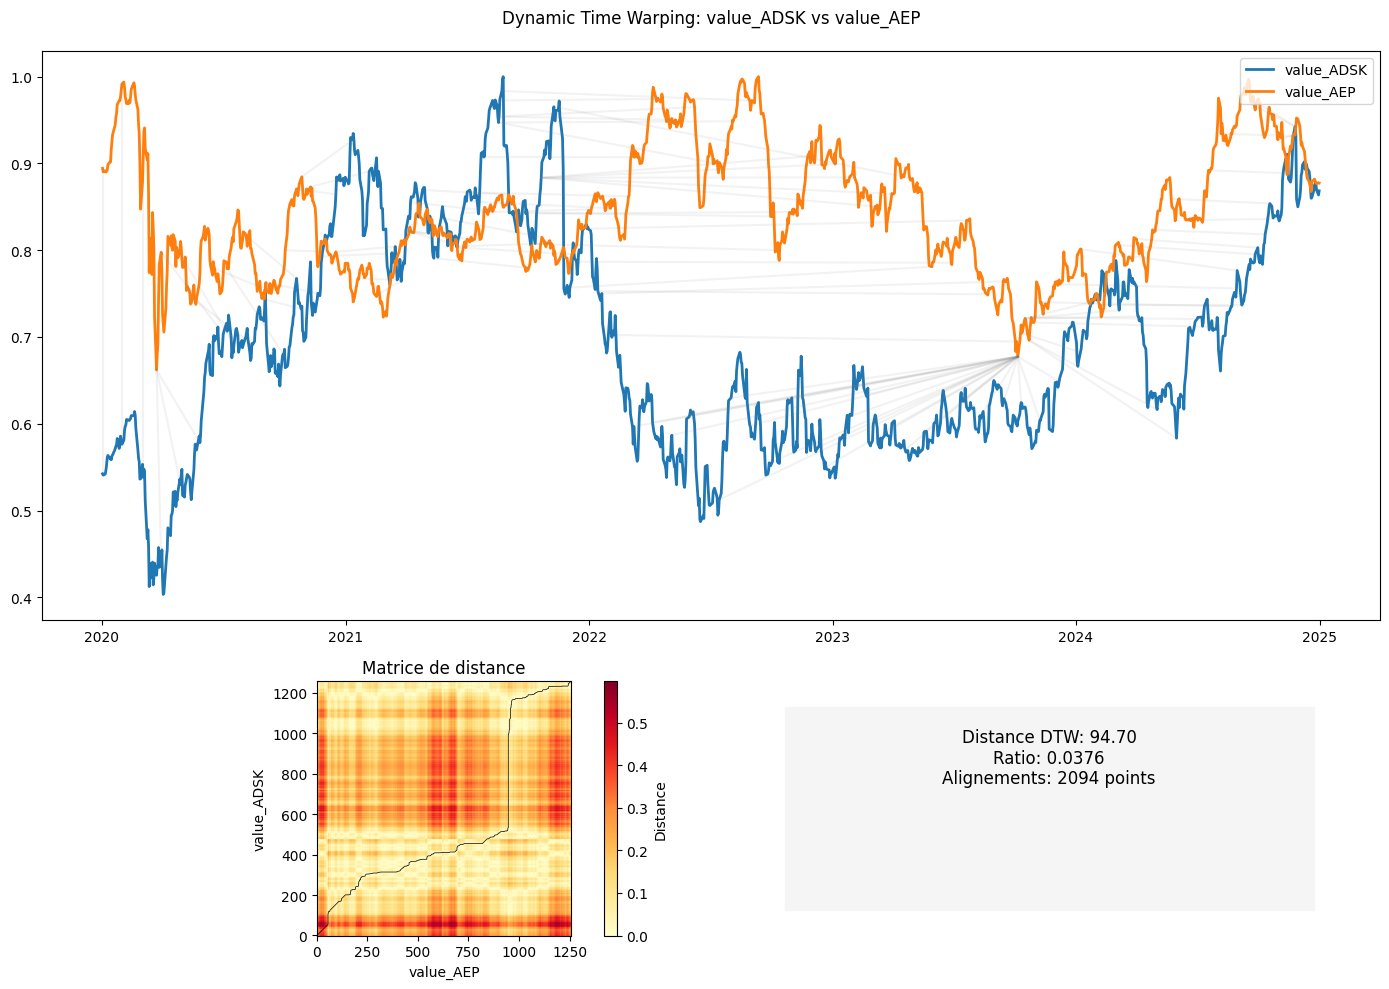 Dynamic Time Warping: value_ADSK vs value_AEP
1.0
0.9
0.8
0.7
0.6
0.5
0.4
value_ADSK
value_AEP
2020 2021 2022 2023 2024 2025
Matrice de distance
1200
1000
800
600
400
200
0
value_ADSK
0 250 500 750 1000 1250
value_AEP
0.5
0.4
0.3
0.2
0.1
0.0
Distance
Distance DTW: 94.70
Ratio: 0.0376
Alignements: 2094 points